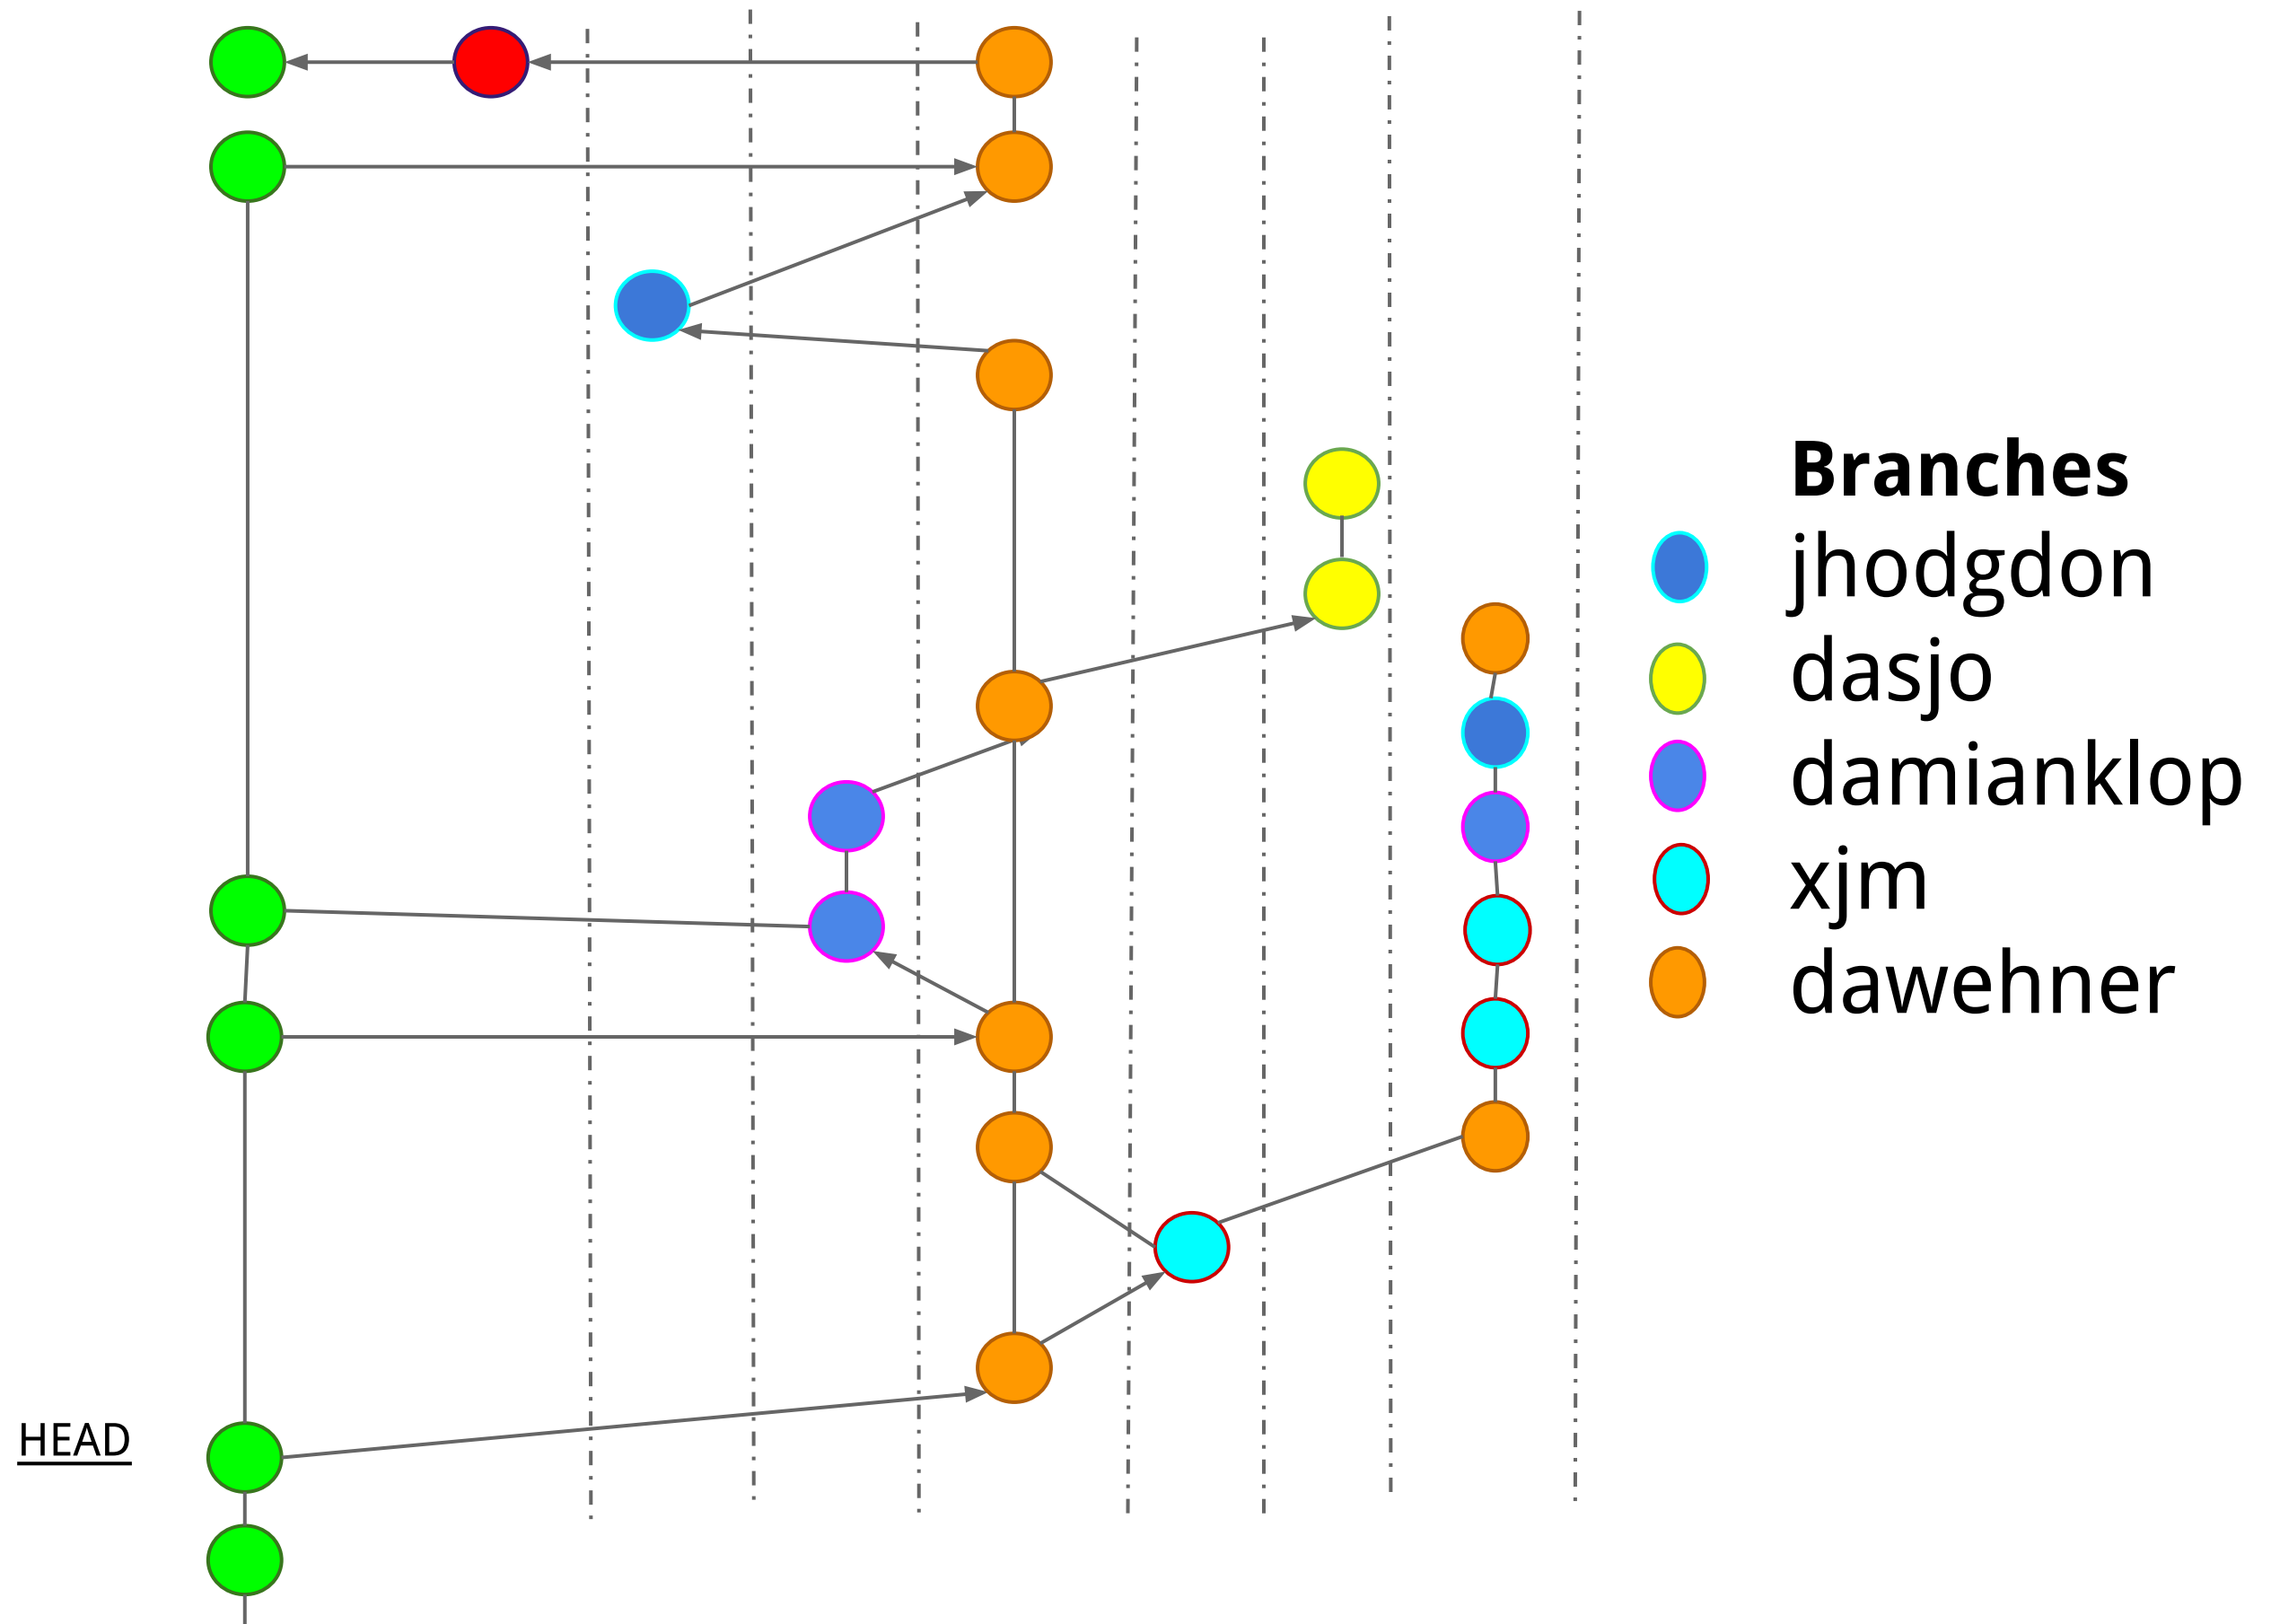 Branches
jhodgdon
dasjo
damianklop
xjm
dawehner
HEAD